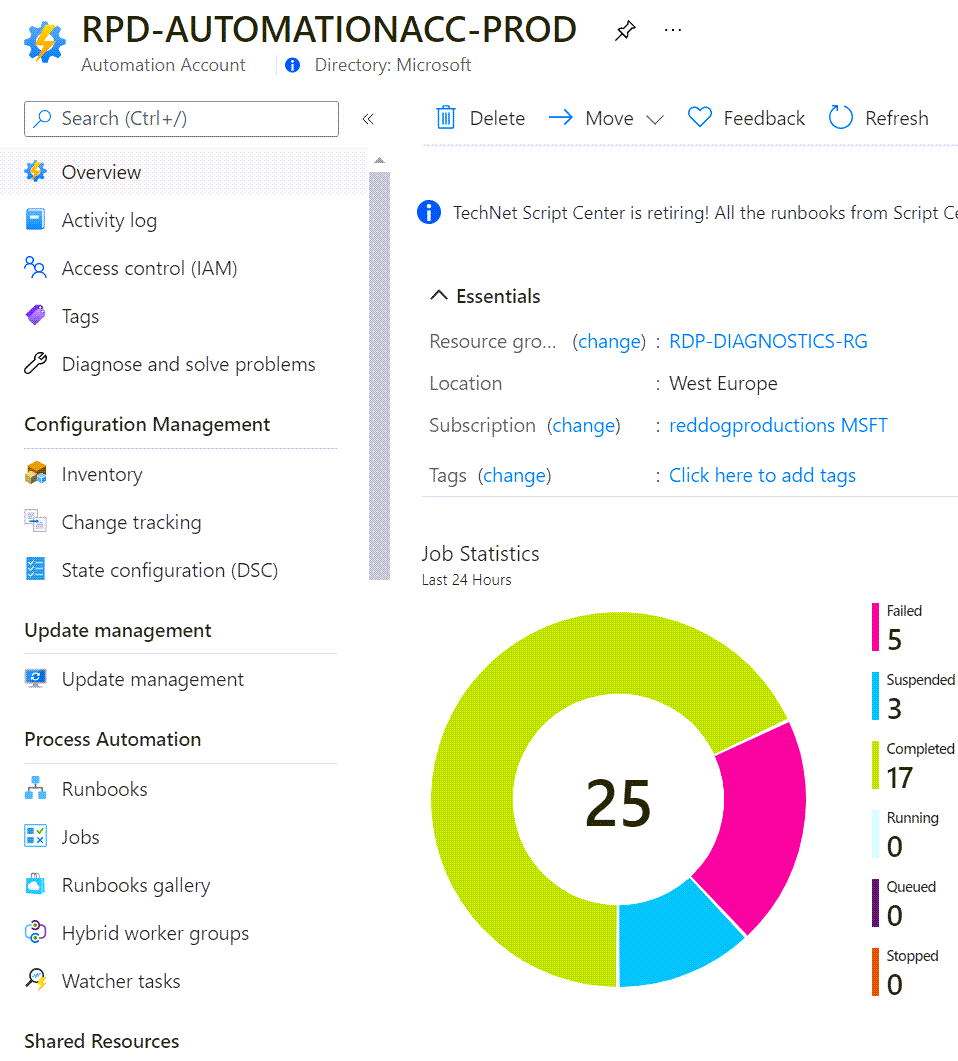 RPD-AUTOMATIONACC-PROD
Automation Account
Directory: Microsoft
Search (Ctrl+/)
Delete
Move
Feedback
Refresh
Overview
Activity log
Access control (IAM)
Tags
Diagnose and solve problems
Configuration Management
Inventory
Change tracking
State configuration (DSC)
Update management
Update management
Process Automation
Runbooks
Jobs
Runbooks gallery
Hybrid worker groups
Watcher tasks
Shared Resources
TechNet Script Center is retiring! All the runbooks from Script
Essentials
Resource gro... (change) : RDP-DIAGNOSTICS-RG
Location : West Europe
Subscription (change) : reddogproductions MSFT
Tags (change) : Click here to add tags
Job Statistics
Last 24 Hours
25
Failed
5
Suspended
3
Completed
17
Running
0
Queued
0
Stopped
0